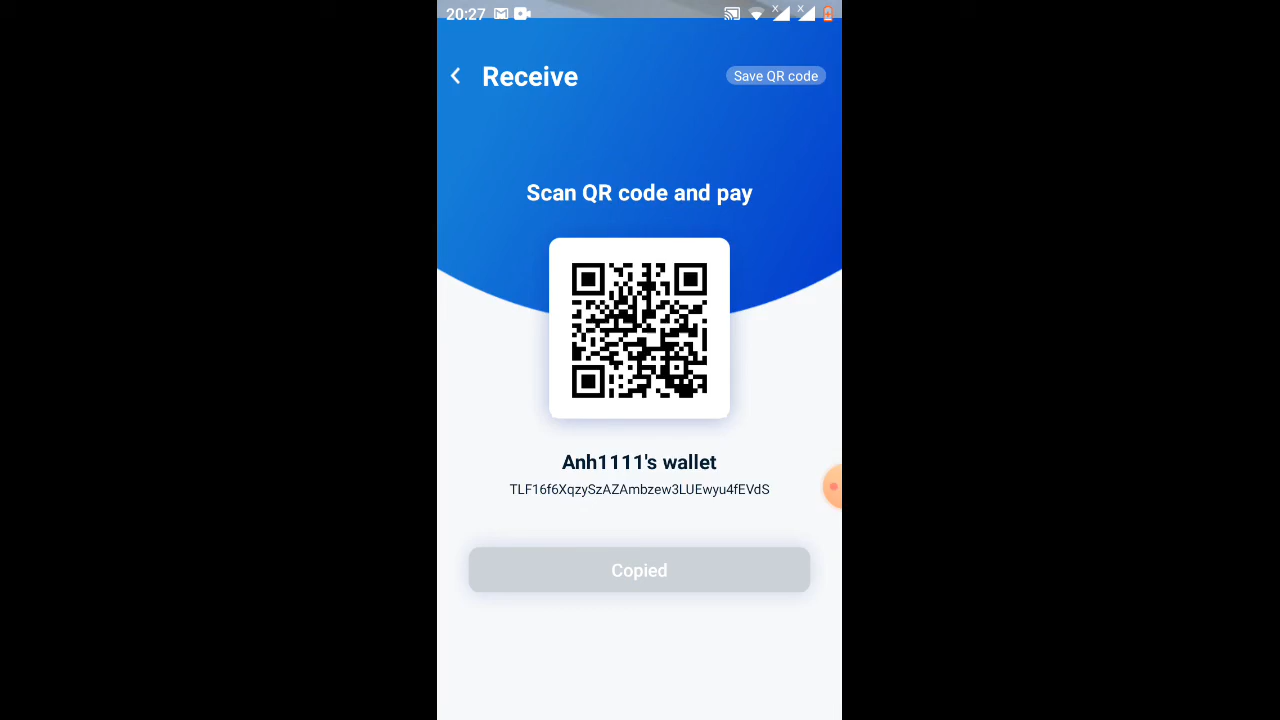 20:27
Receive
Save QR code
Scan QR code and pay
Anh1111's wallet
TLF16f6XqzySzAZAmbzew3LUEwyu4fEVdS
Copied